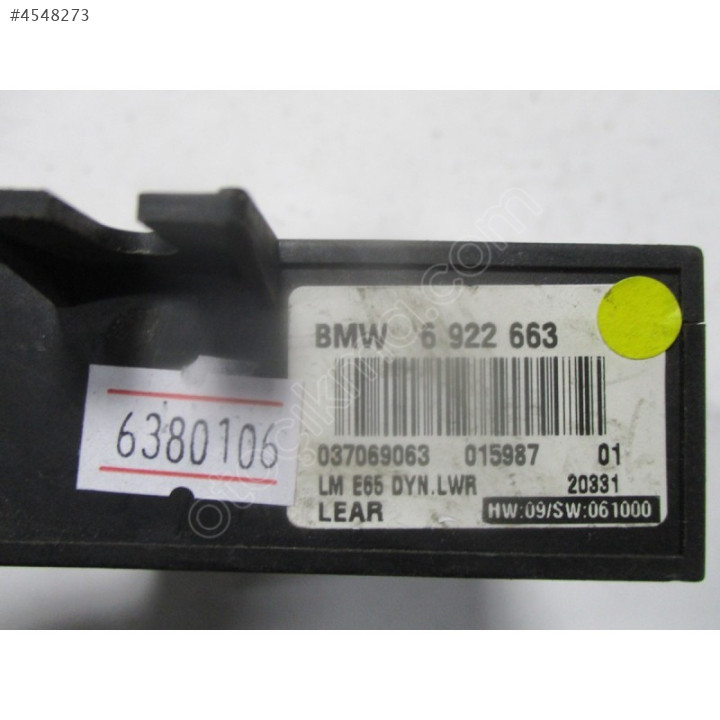 #4548273
BMW 6 922 663
037069063 015987 01
LM E65 DYN.LWR 20331
LEAR HW:09/SW:061000
6380106